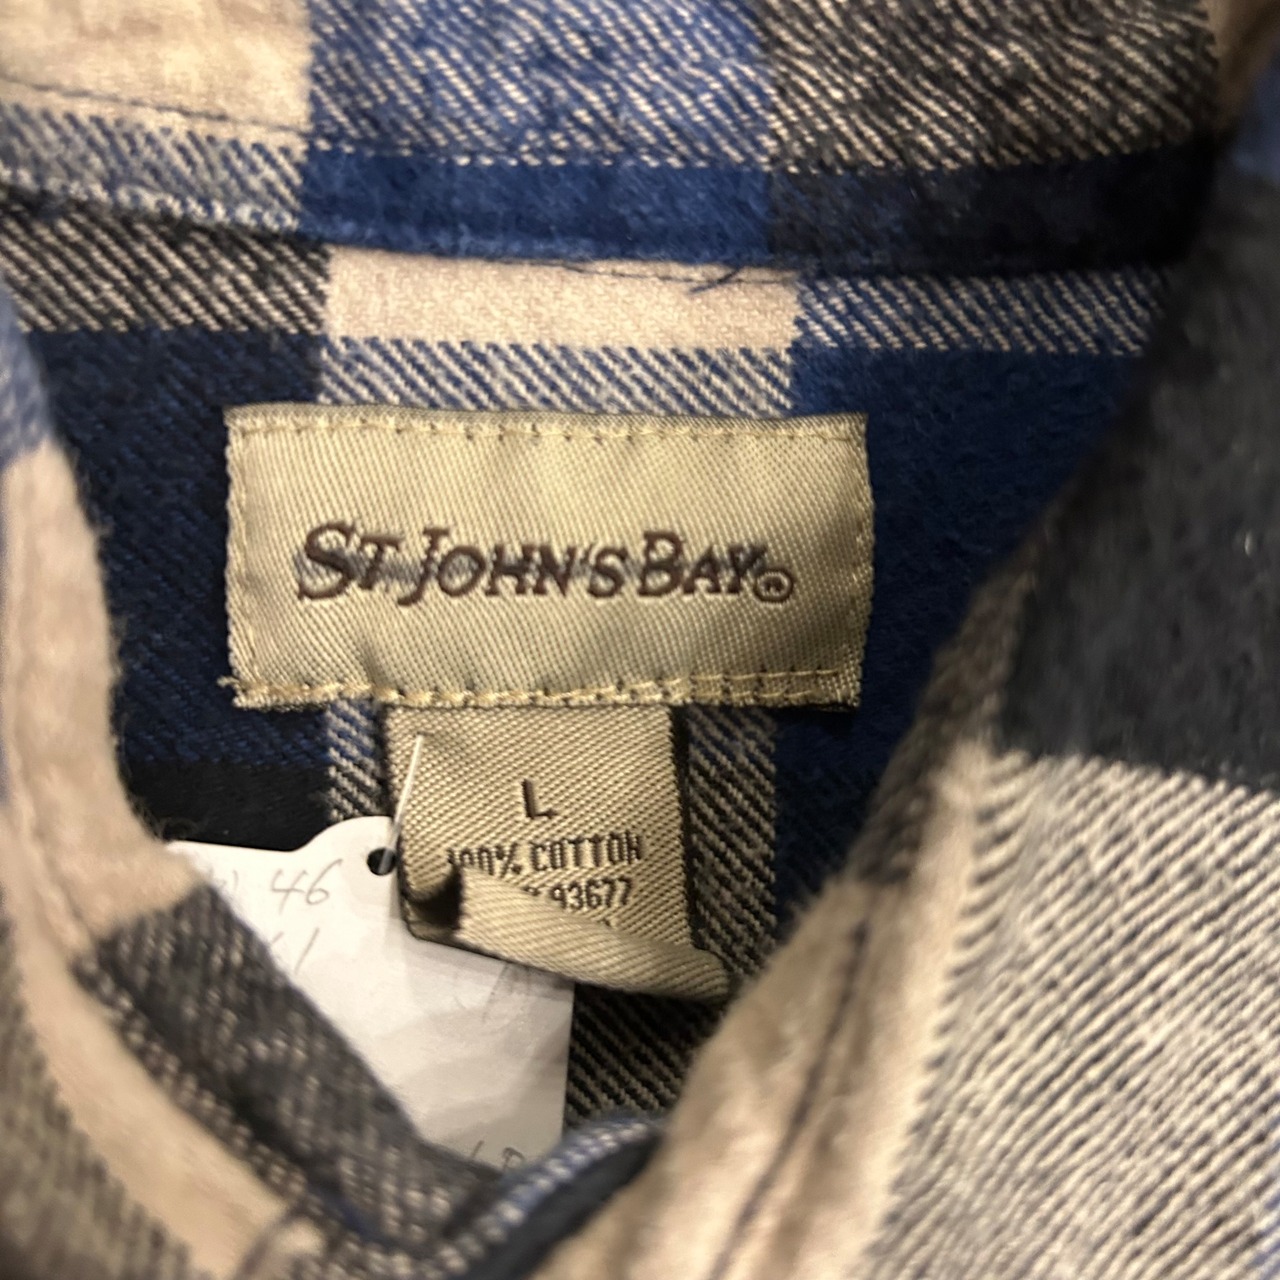 ST. JOHN'S BAY®
L
100% COTTON
93677
46